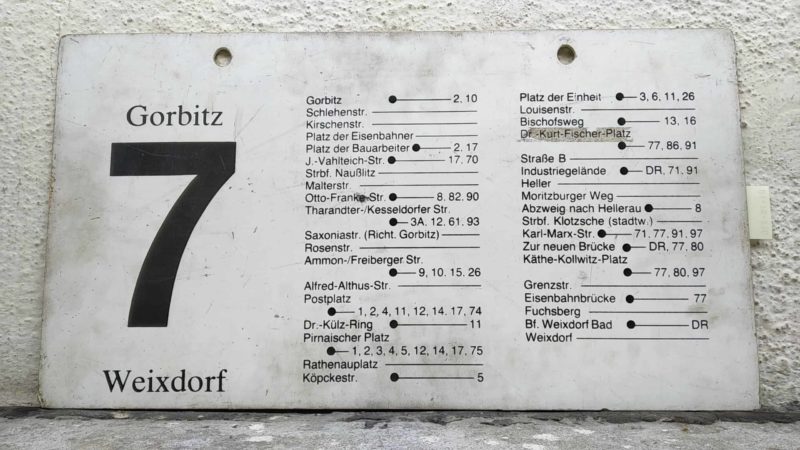 Gorbitz
7
Weixdorf
Gorbitz 2. 10
Schlehenstr.
Kirschenstr.
Platz der Eisenbahner
Platz der Bauarbeiter 2. 17
J.-Vahlteich-Str. 17. 70
Strbf. Naußlitz
Malterstr.
Otto-Franke-Str. 8. 82. 90
Tharandter-/Kesseldorfer Str.
3A. 12. 61. 93
Saxoniastr. (Richt. Gorbitz)
Rosenstr.
Ammon-/Freiberger Str.
9, 10. 15. 26
Alfred-Althus-Str.
Postplatz
1, 2, 4, 11, 12, 14. 17, 74
Dr.-Külz-Ring 11
Pirnaischer Platz
1, 2, 3, 4, 5, 12, 14, 17. 75
Rathenauplatz
Köpckestr. 5
Platz der Einheit 3, 6, 11, 26
Louisenstr.
Bischofsweg 13, 16
Dr.-Kurt-Fischer-Platz
77, 86, 91
Straße B
Industriegelände DR, 71. 91
Heller
Moritzburger Weg
Abzweig nach Hellerau 8
Strbf. Klotzsche (stadtw.)
Karl-Marx-Str. 71. 77. 91. 97
Zur neuen Brücke DR, 77. 80
Käthe-Kollwitz-Platz
77, 80, 97
Grenzstr.
Eisenbahnbrücke 77
Fuchsberg
Bf. Weixdorf Bad DR
Weixdorf